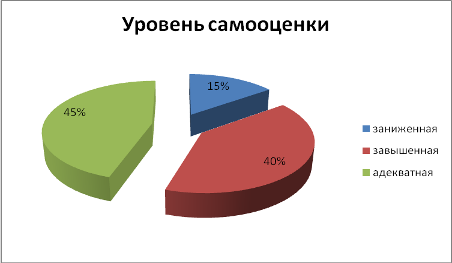 Уровень самооценки
15%
45%
40%
заниженная
завышенная
адекватная